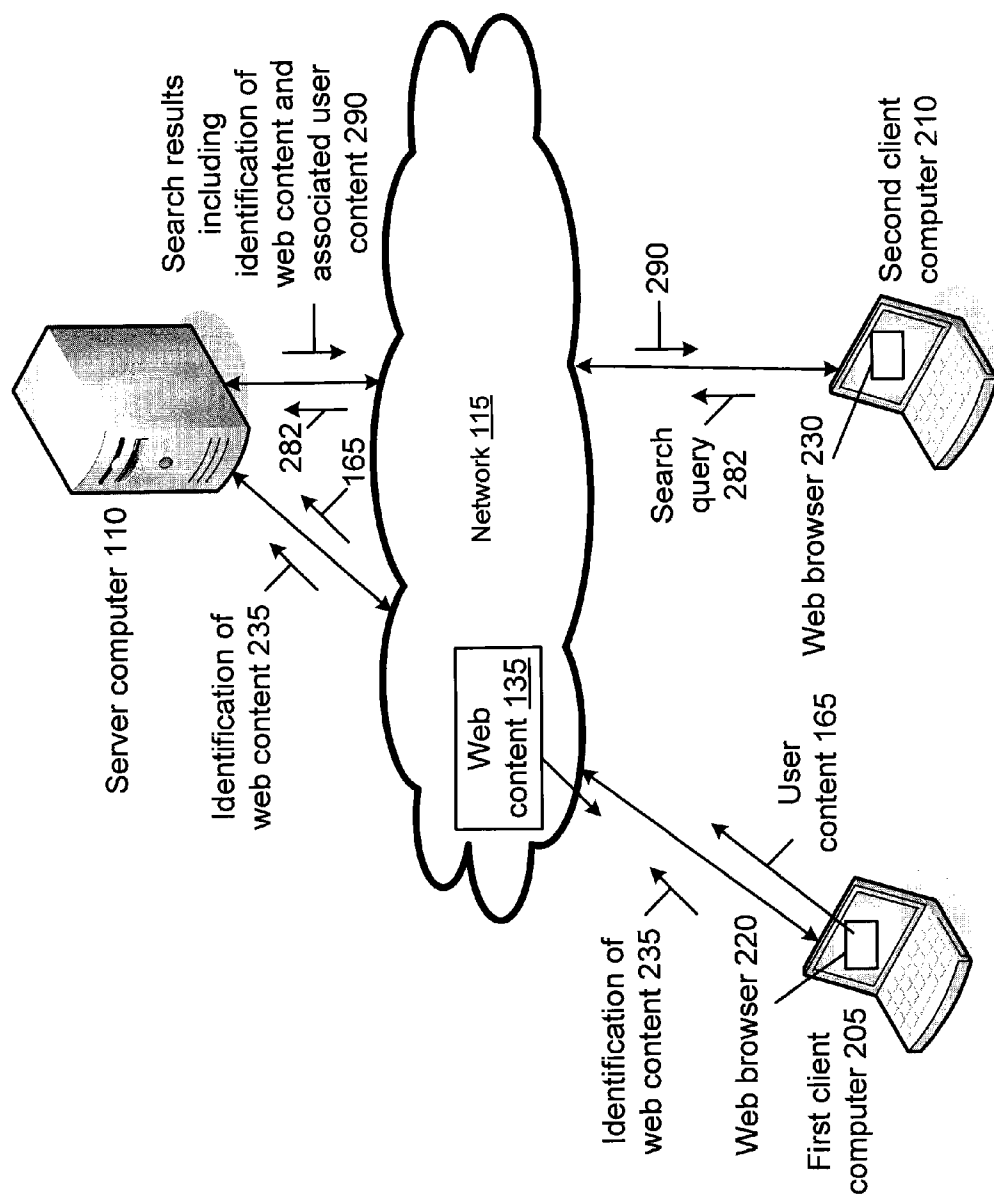 Server computer 110
Search results
including
identification of
web content and
associated user
content 290
Identification of
web content 235
165
282
Network 115
Web
content 135
Identification of
web content 235
User
content 165
Search
query
282
290
Web browser 220
First client
computer 205
Web browser 230
Second client
computer 210